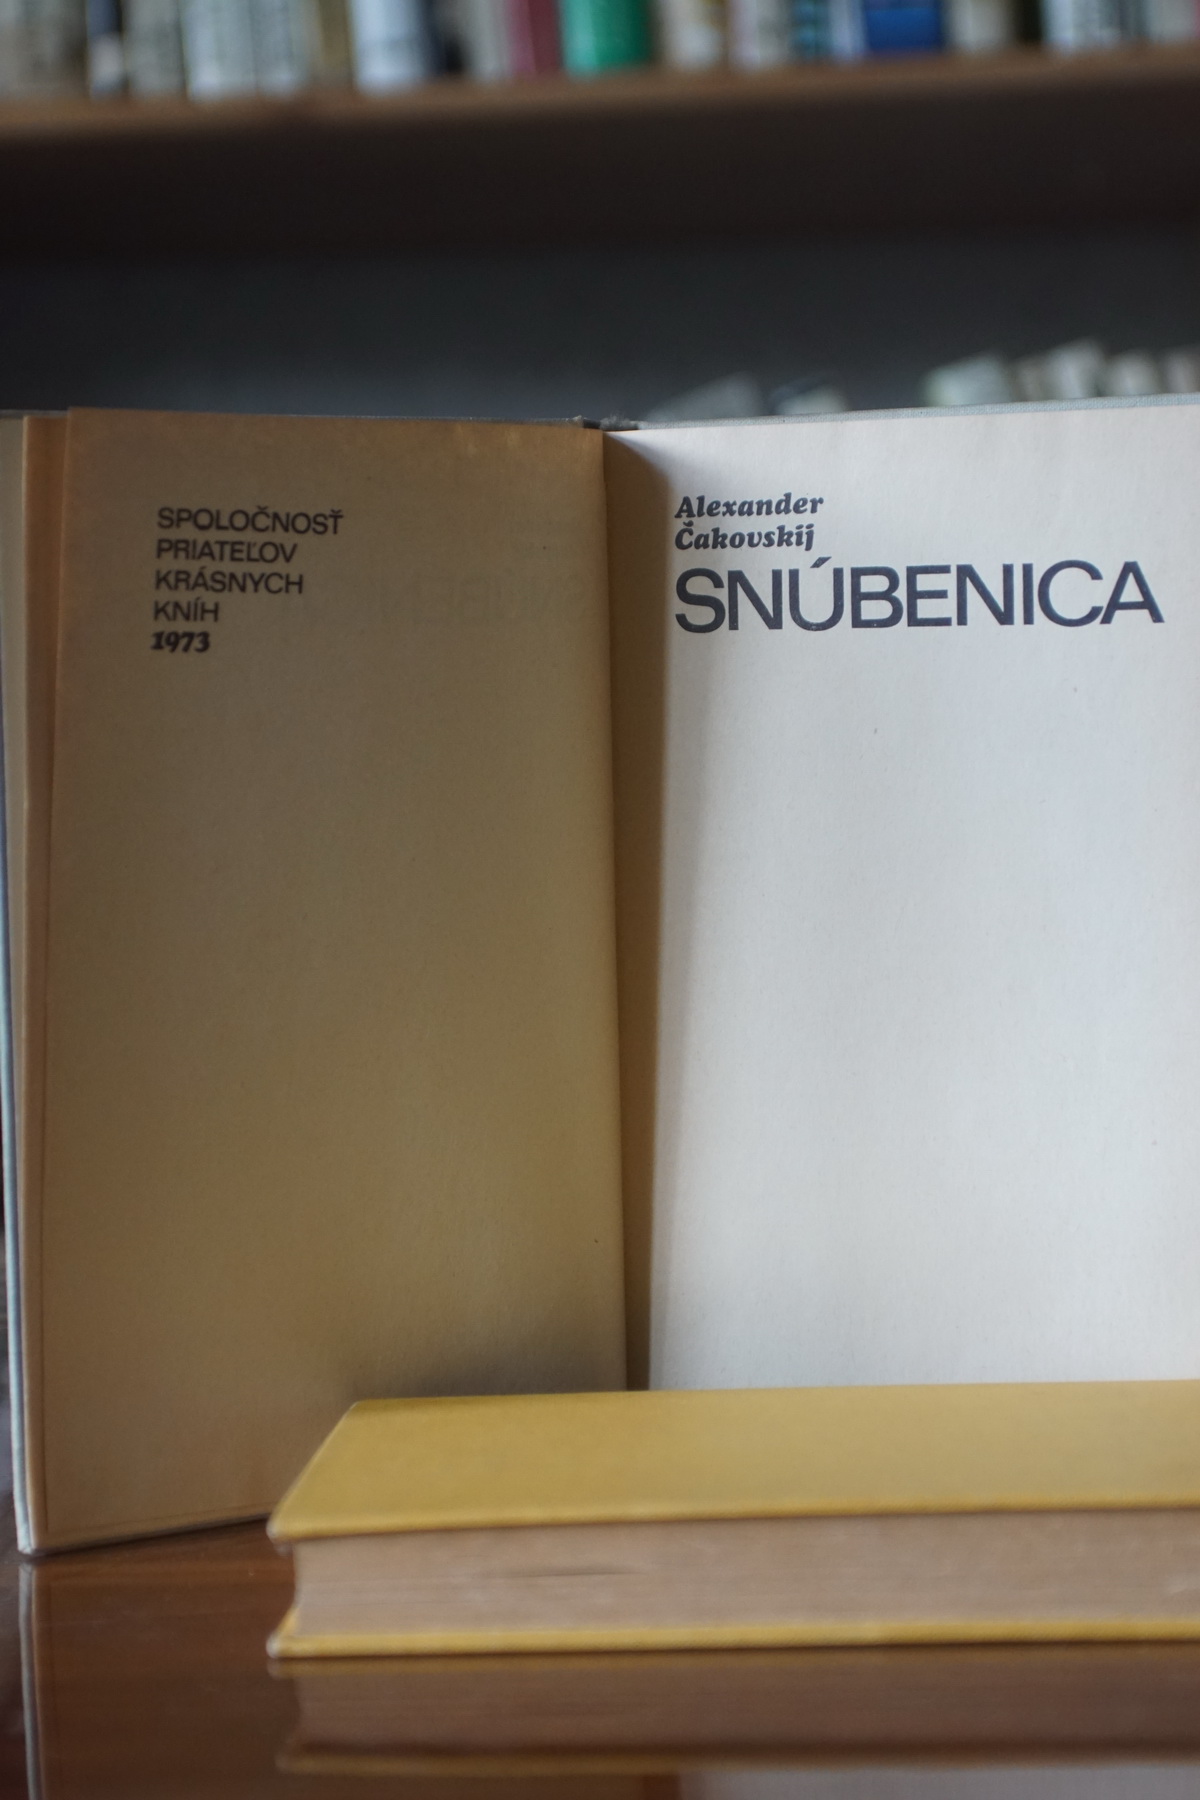 SPOLOČNOSŤ
PRIATEĽOV
KRÁSNYCH
KNÍH
1973
Alexander
Čakovskij
SNÚBENICA